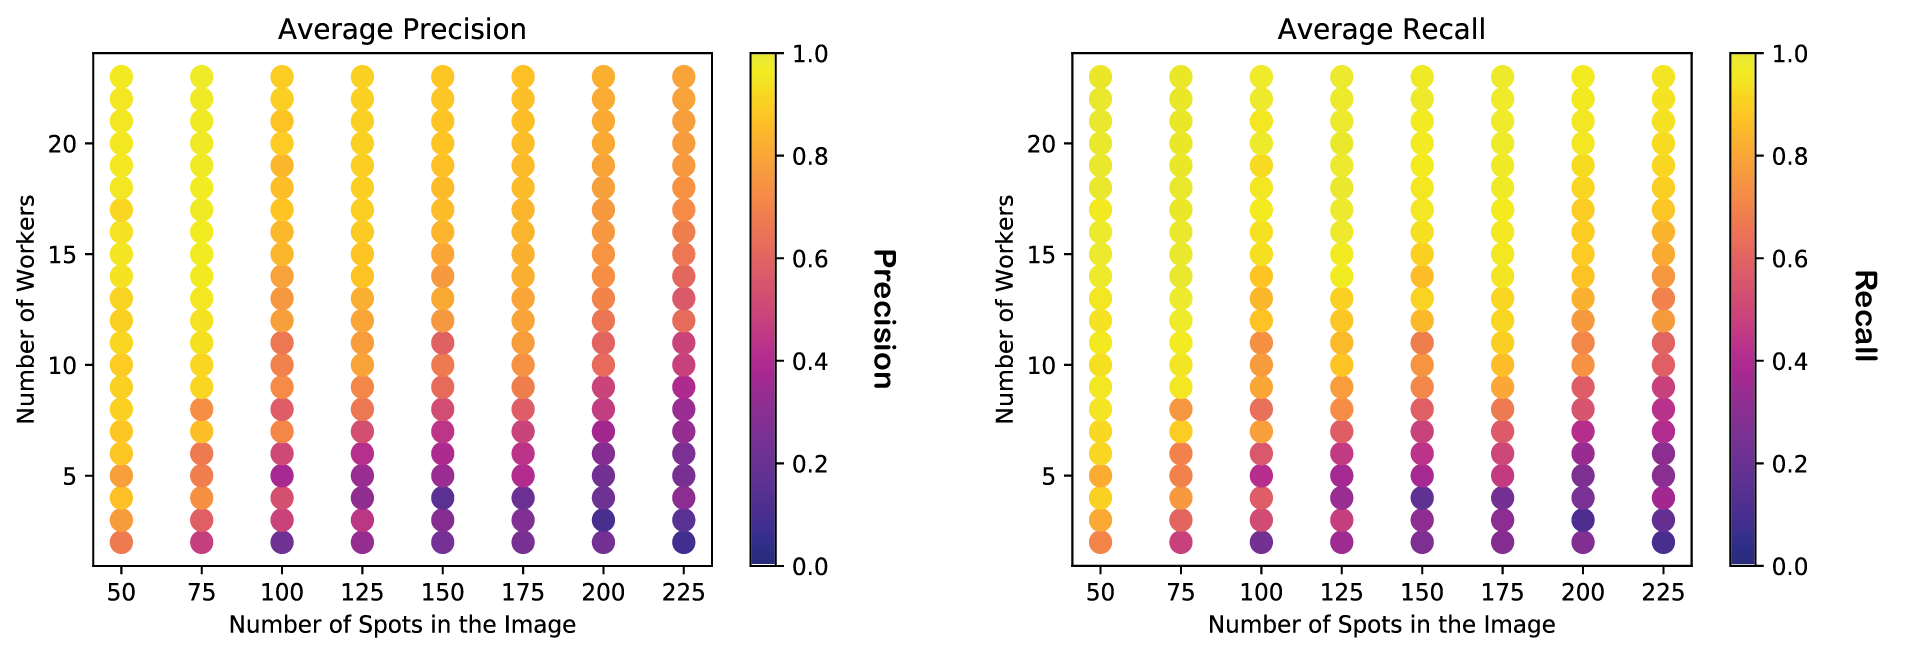 Average Precision
20
15
10
5
50 75 100 125 150 175 200 225
Number of Spots in the Image
Number of Workers
1.0
0.8
0.6
0.4
0.2
0.0
Precision
Average Recall
20
15
10
5
50 75 100 125 150 175 200 225
Number of Spots in the Image
Number of Workers
1.0
0.8
0.6
0.4
0.2
0.0
Recall